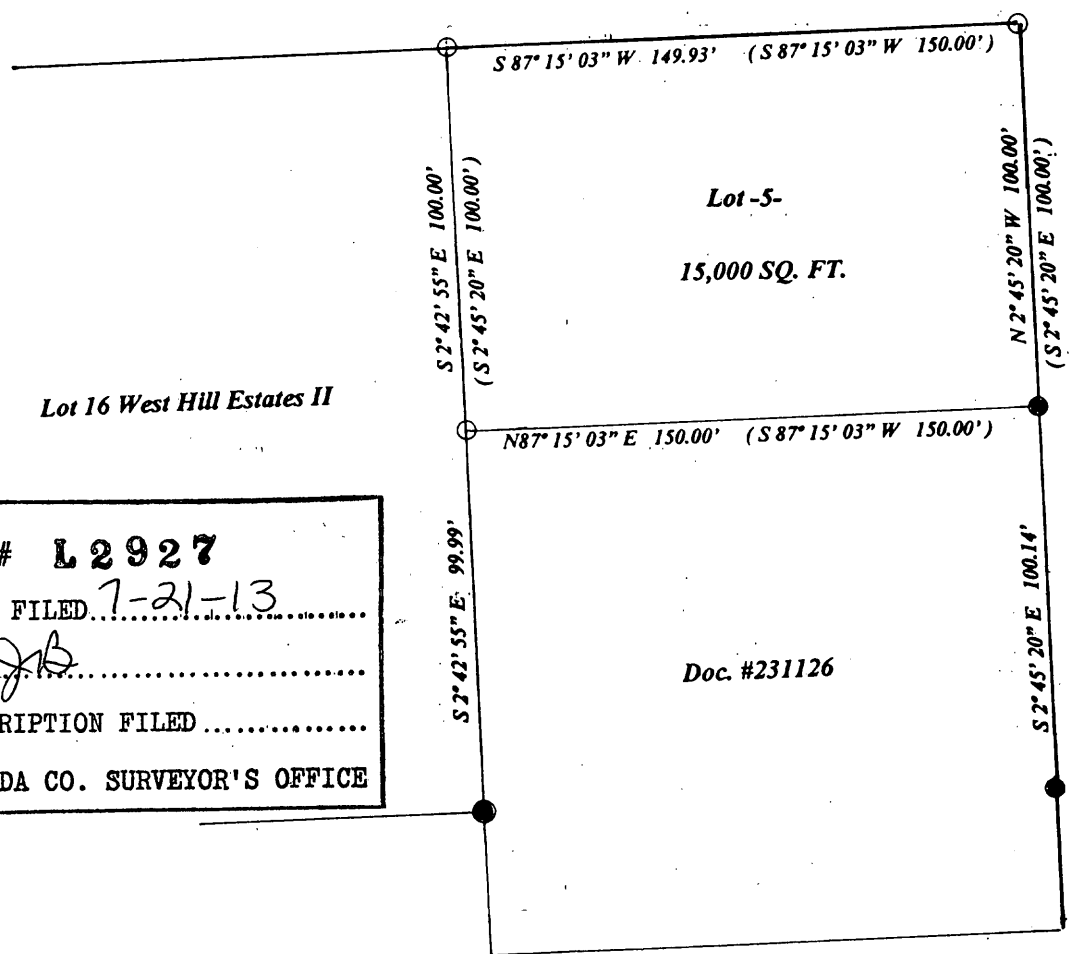 S 87° 15' 03" W 149.93' ( S 87° 15' 03" W 150.00' )
S 2° 42' 55" E 100.00'
( S 2° 45' 20" E 100.00' )
Lot -5-
15,000 SQ. FT.
N 2° 45' 20" W 100.00'
( S 2° 45' 20" E 100.00' )
Lot 16 West Hill Estates II
N87° 15' 03" E 150.00' ( S 87° 15' 03" W 150.00' )
# L2927
FILED 7-21-13
JB
RIPTION FILED
DA CO. SURVEYOR'S OFFICE
S 2° 42' 55" E 99.99'
Doc. #231126
S 2° 45' 20" E 100.14'